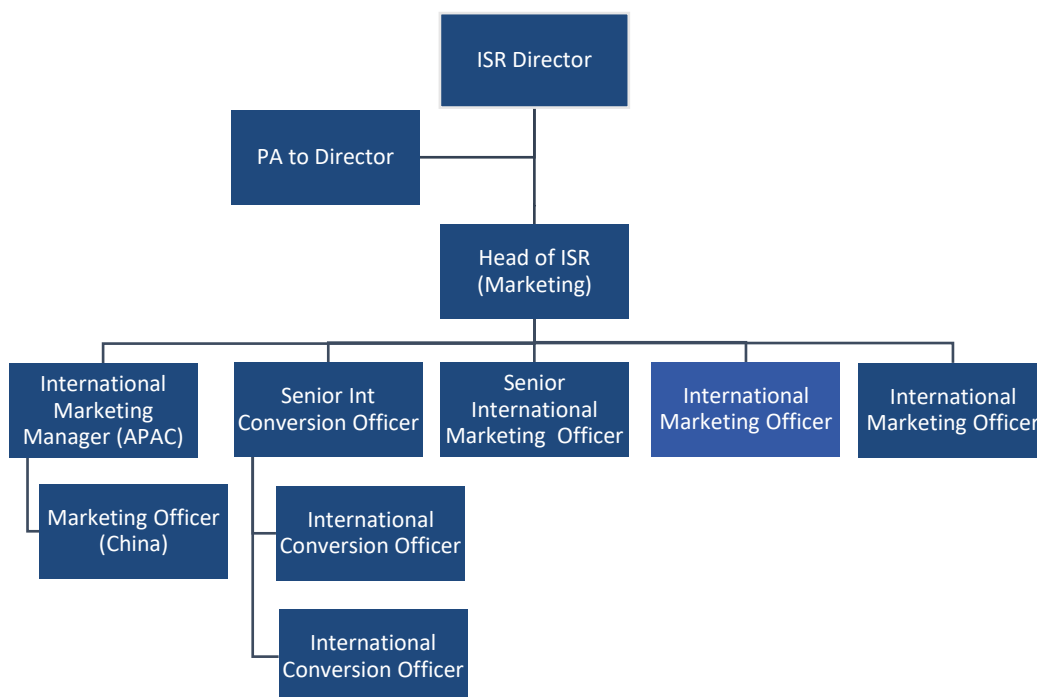 ISR Director
PA to Director
Head of ISR
(Marketing)
International
Marketing
Manager (APAC)
Senior Int
Conversion Officer
Senior
International
Marketing Officer
International
Marketing Officer
International
Marketing Officer
Marketing Officer
(China)
International
Conversion Officer
International
Conversion Officer